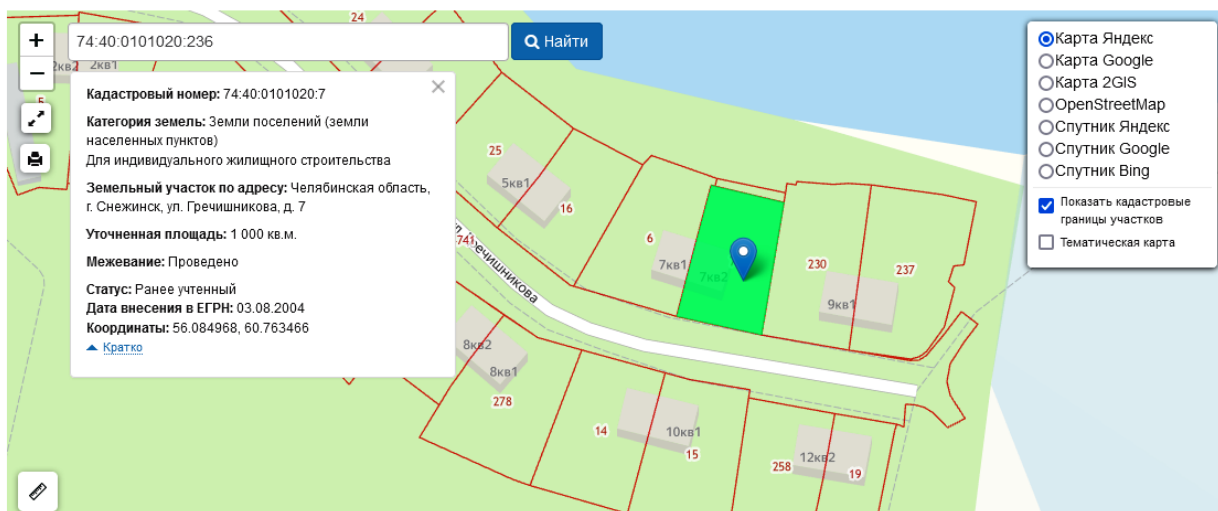 74:40:0101020:236
Найти
Кадастровый номер: 74:40:0101020:7
Категория земель: Земли поселений (земли
населенных пунктов)
Для индивидуального жилищного строительства
Земельный участок по адресу: Челябинская область,
г. Снежинск, ул. Гречишникова, д. 7
Уточненная площадь: 1 000 кв.м.
Межевание: Проведено
Статус: Ранее учтенный
Дата внесения в ЕГРН: 03.08.2004
Координаты: 56.084968, 60.763466
Кратко
Карта Яндекс
Карта Google
Карта 2GIS
OpenStreetMap
Спутник Яндекс
Спутник Google
Спутник Bing
Показать кадастровые
границы участков
Тематическая карта
24
2кв2
2кв1
5
25
5кв1
16
6
7кв1
7кв2
230
237
9кв1
Гречишникова
8кв2
8кв1
278
14
10кв1
15
258
12кв2
19